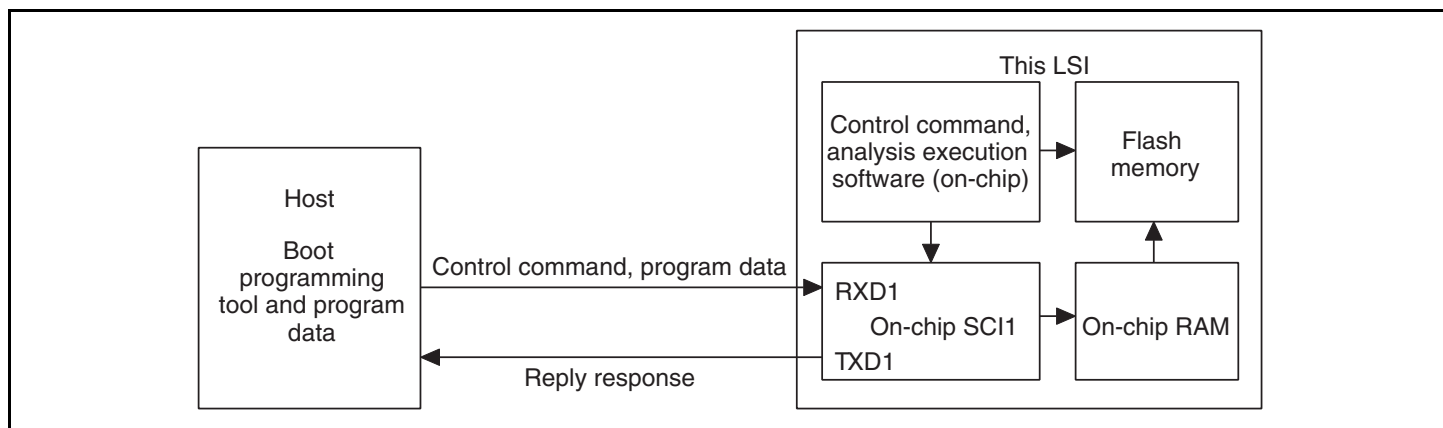 This LSI
Host
Boot
programming
tool and program
data
Control command, program data
Reply response
Control command,
analysis execution
software (on-chip)
Flash
memory
RXD1
On-chip SCI1
TXD1
On-chip RAM